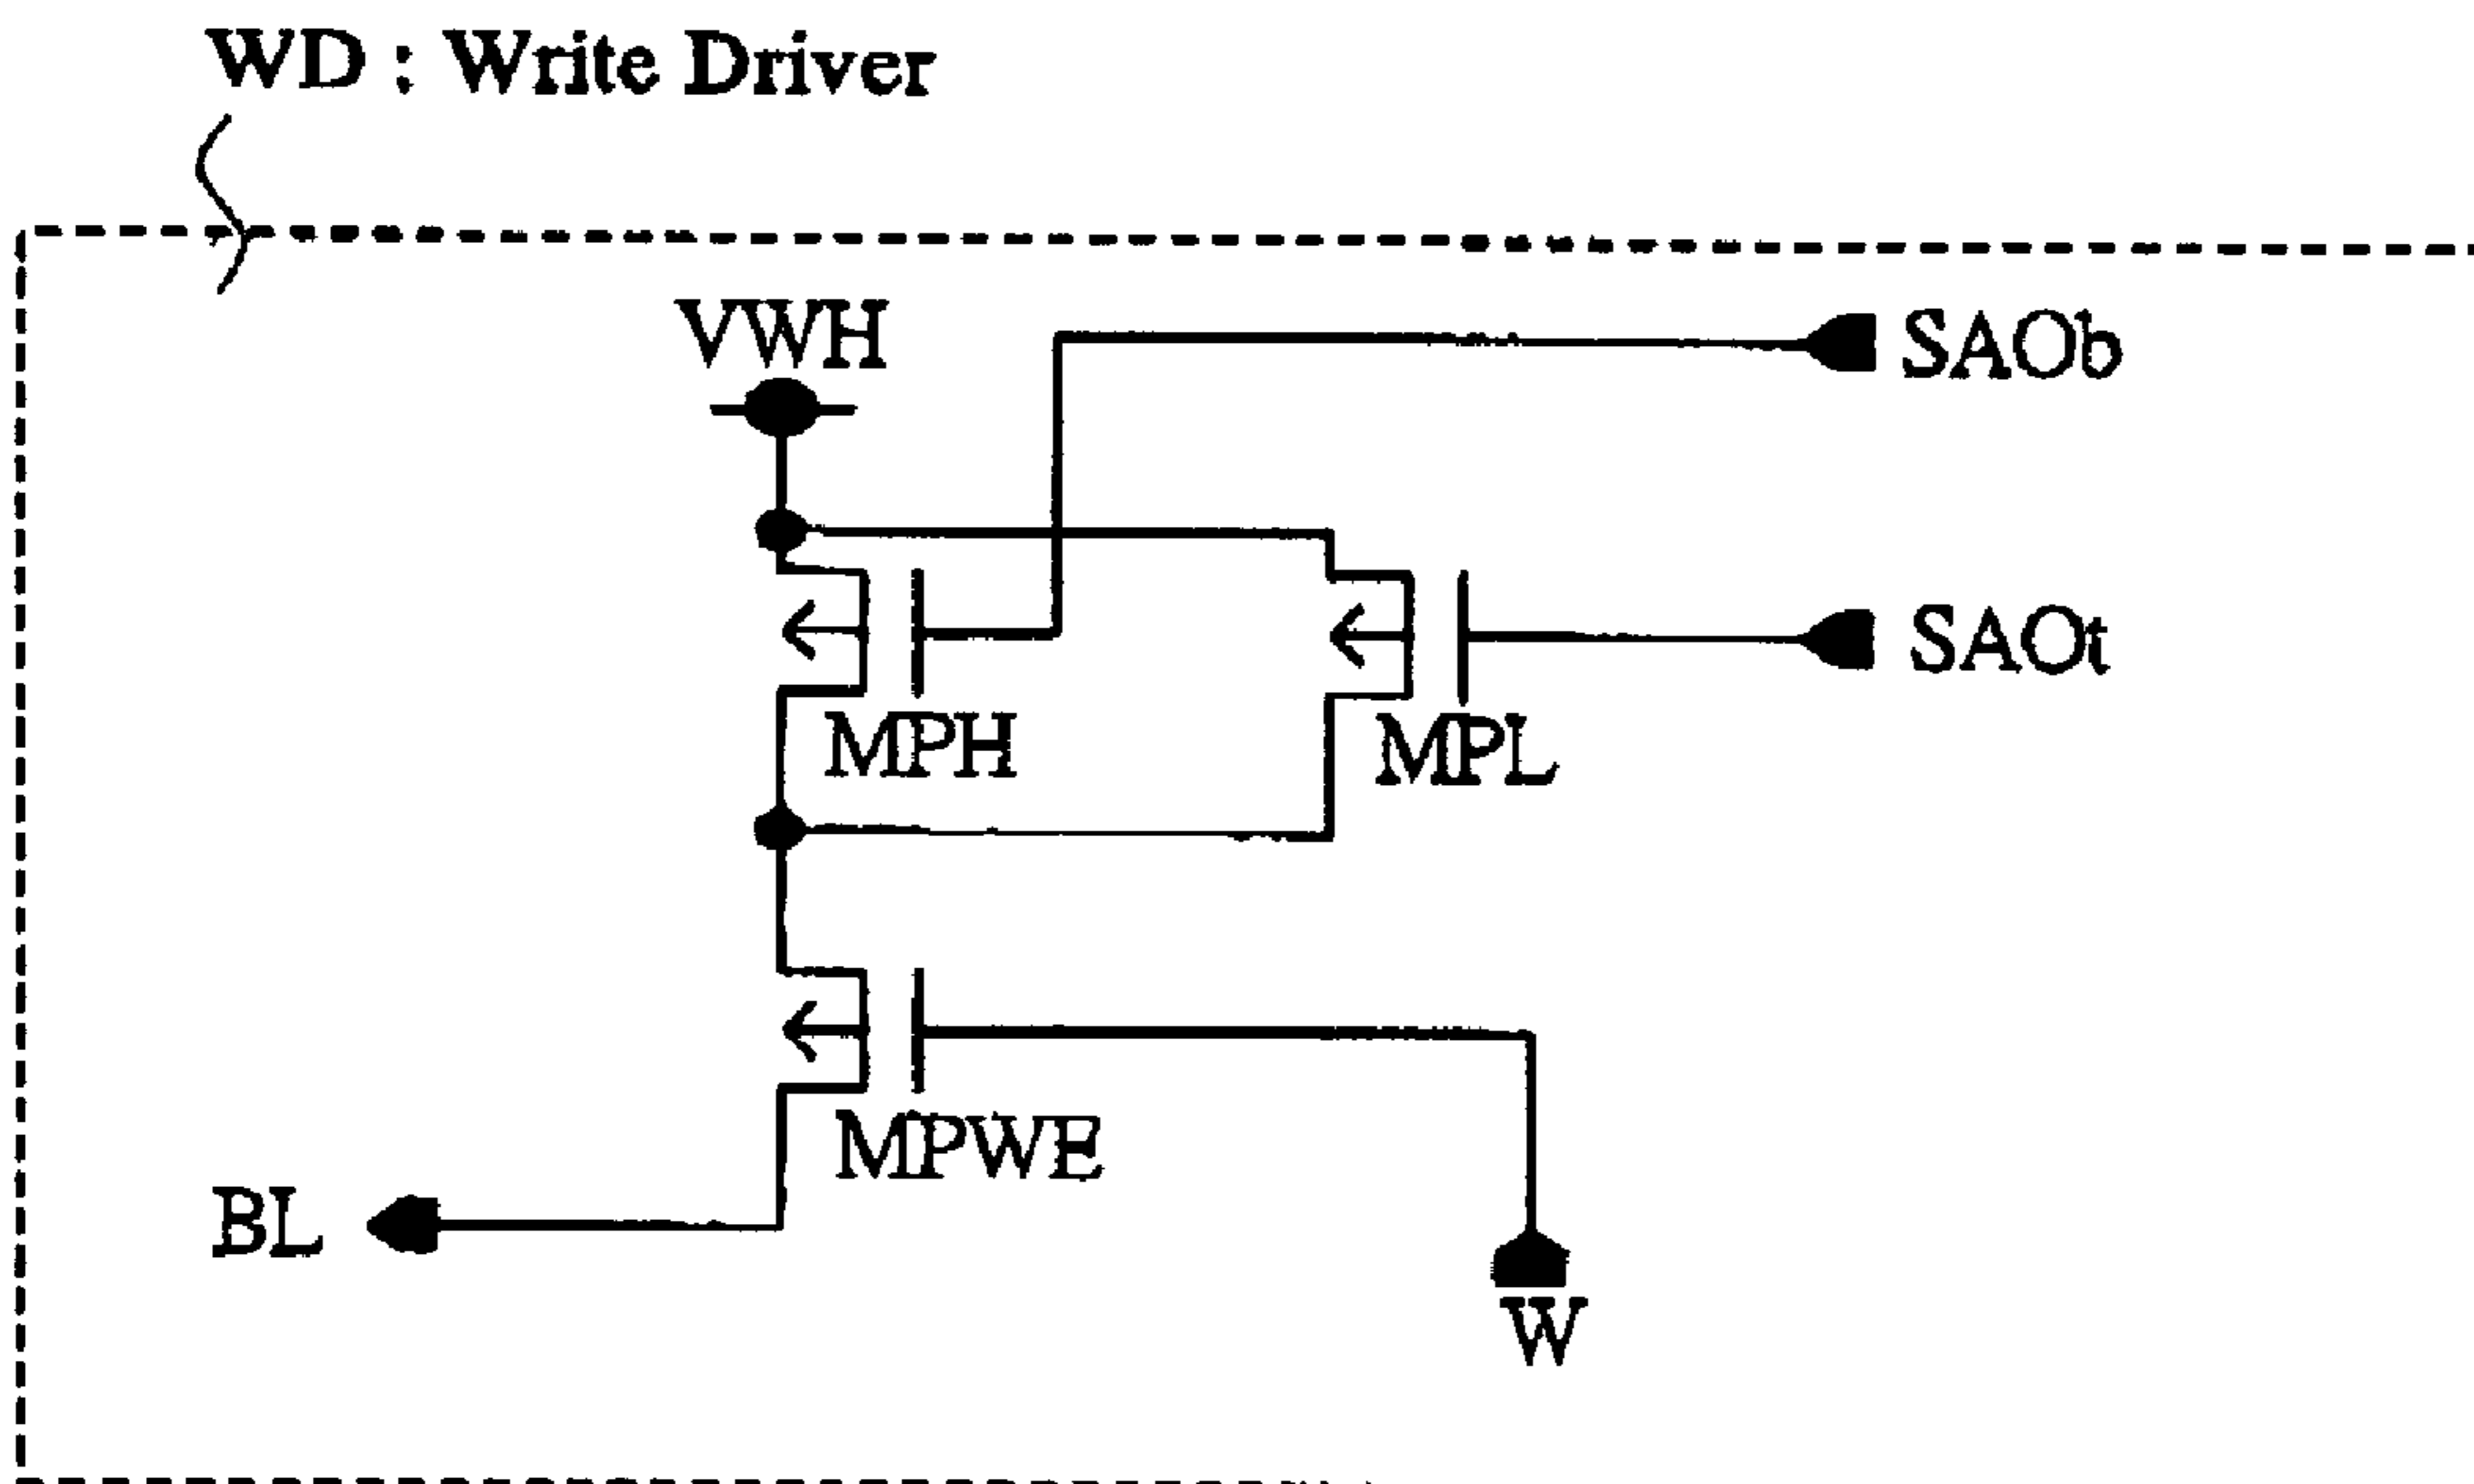 WD : Write Driver
VWH
SAOb
SAOt
MPH
MPL
MPWE
BL
W